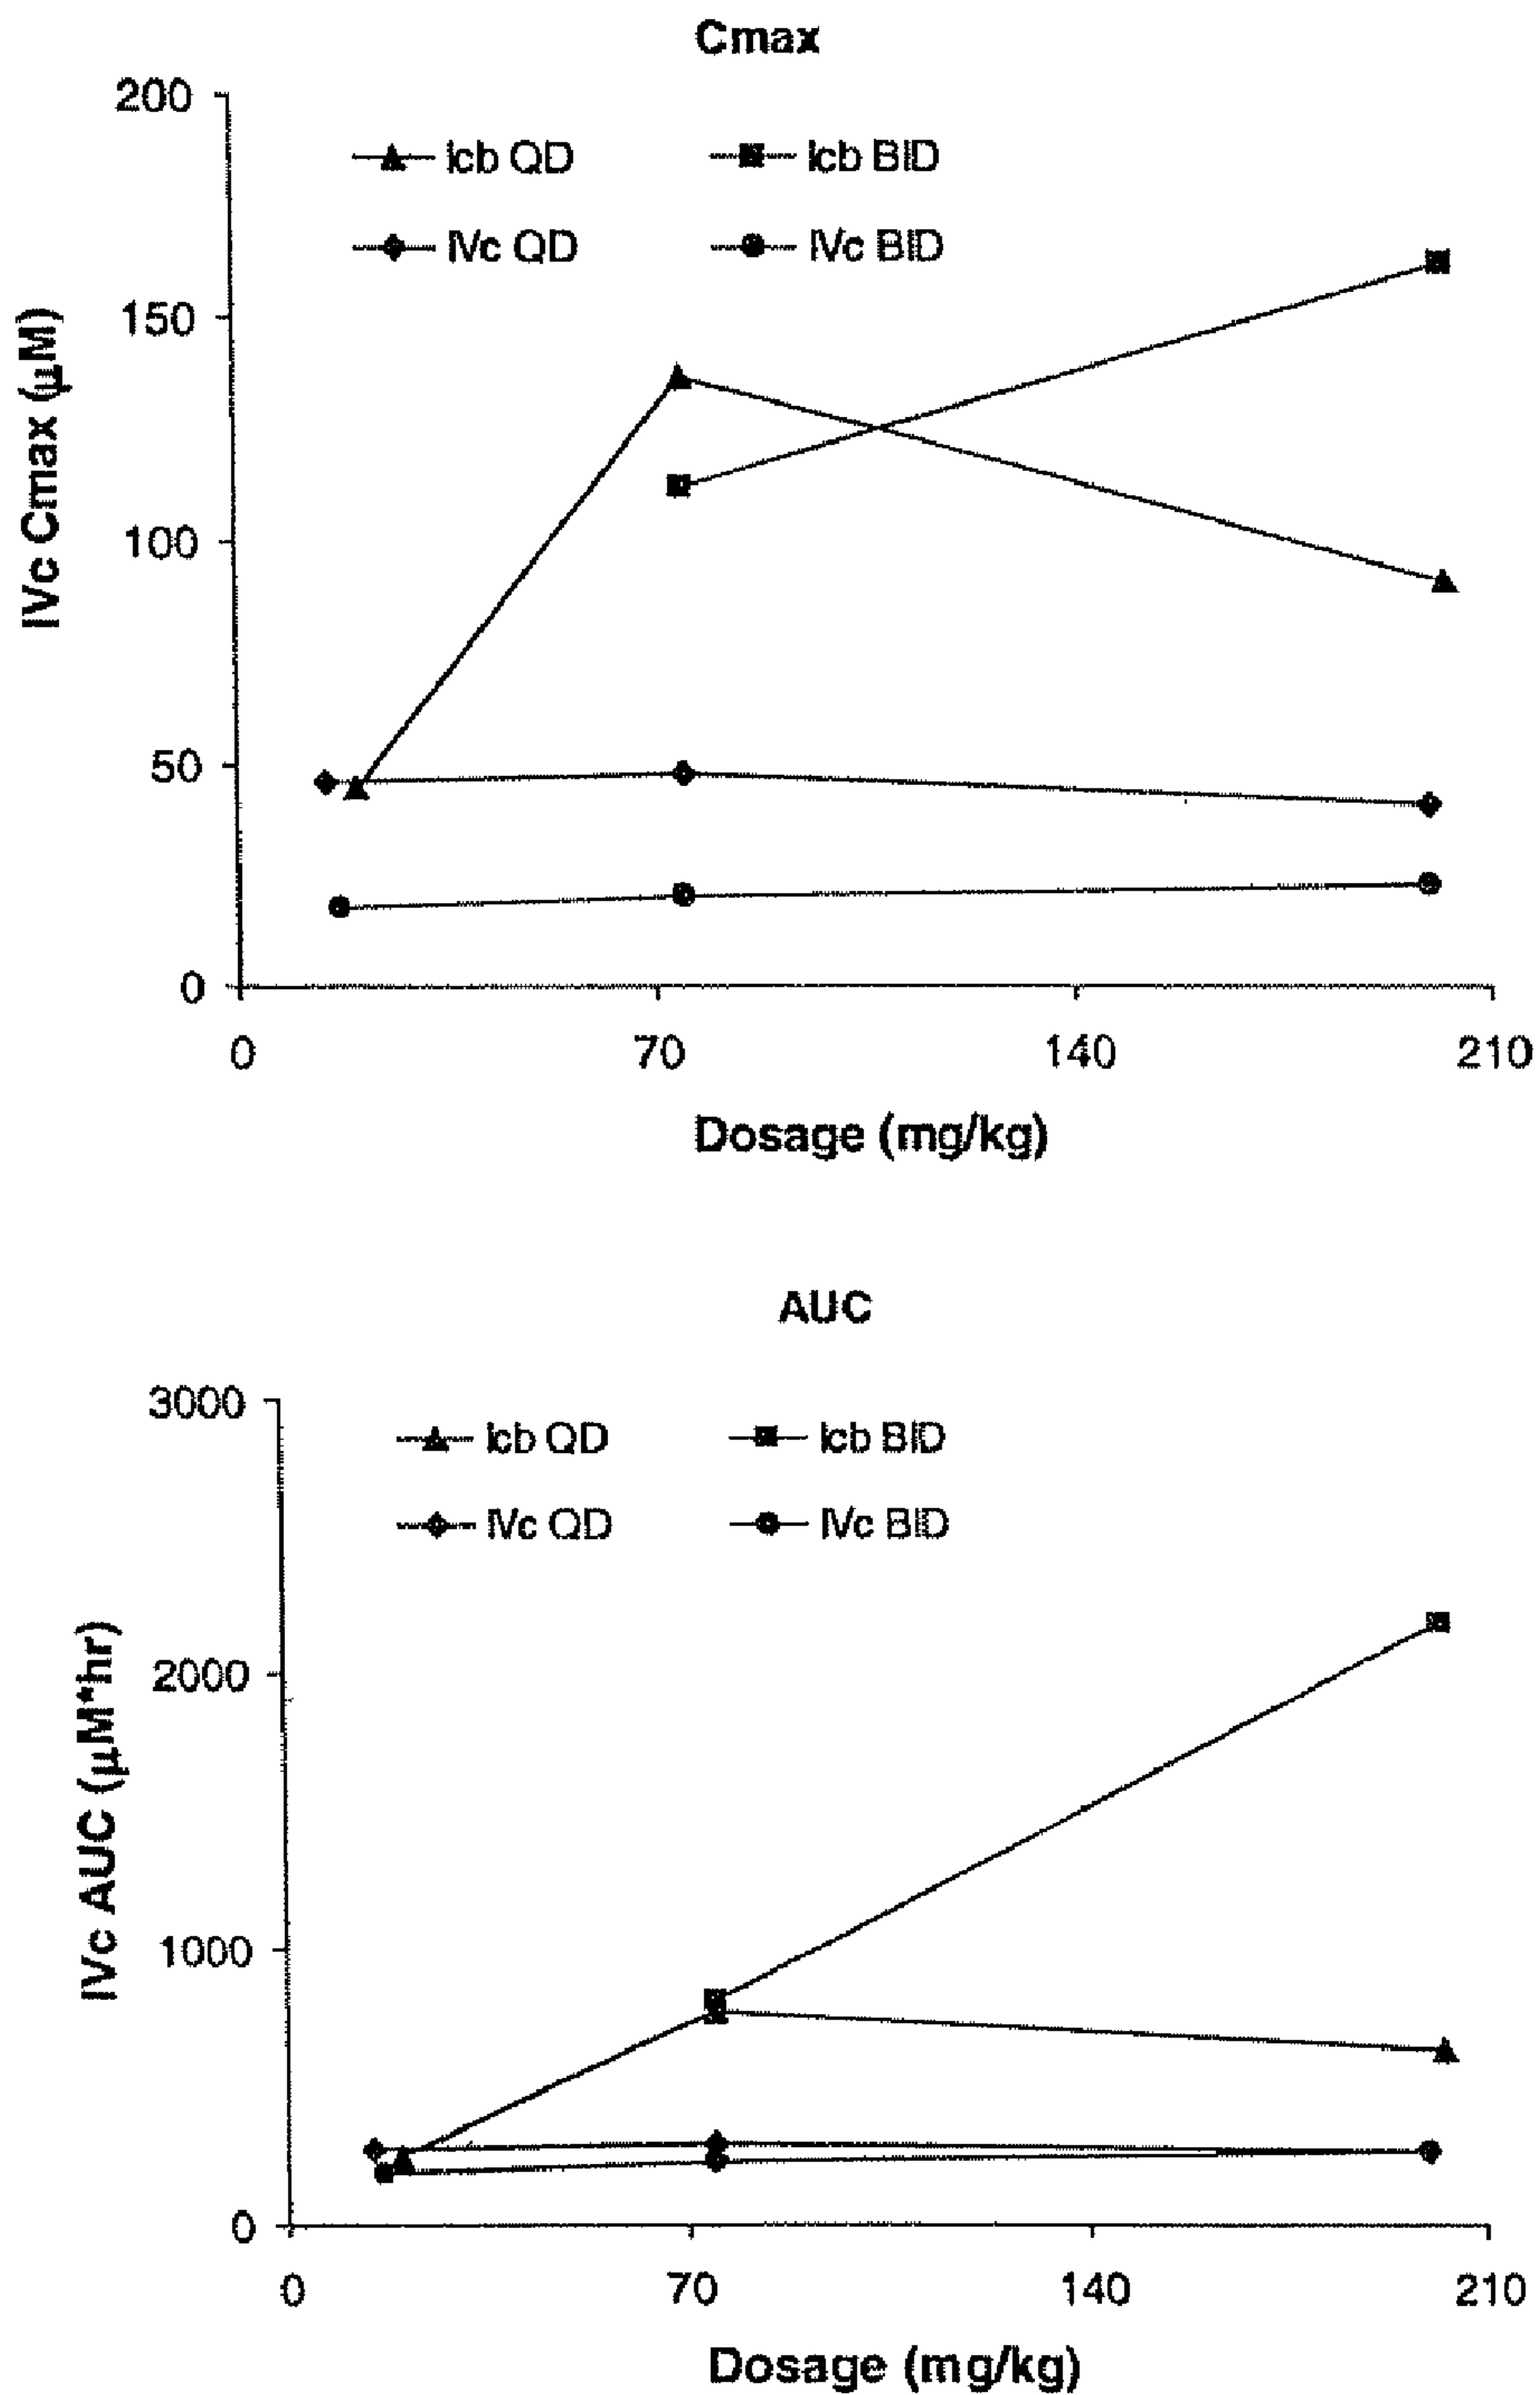 Cmax
200
Icb QD
Icb BID
IVc QD
IVc BID
150
100
50
0
IVc Cmax (µM)
0
70
140
210
Dosage (mg/kg)
AUC
3000
Icb QD
Icb BID
IVc QD
IVc BID
2000
1000
0
IVc AUC (µM*hr)
0
70
140
210
Dosage (mg/kg)